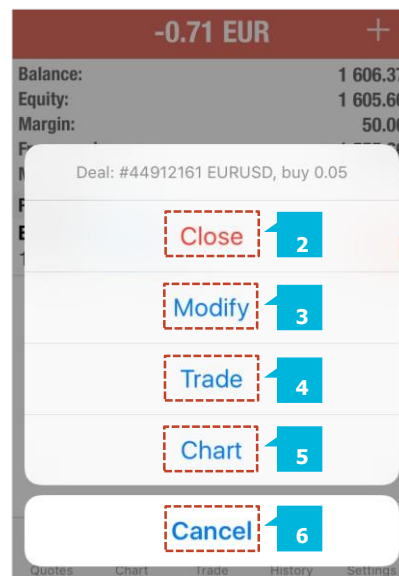 -0.71 EUR +
Balance: 1 606.37
Equity: 1 605.66
Margin: 50.00
Deal: #44912161 EURUSD, buy 0.05
Close 2
Modify 3
Trade 4
Chart 5
Cancel 6
Quotes Chart Trade History Settings